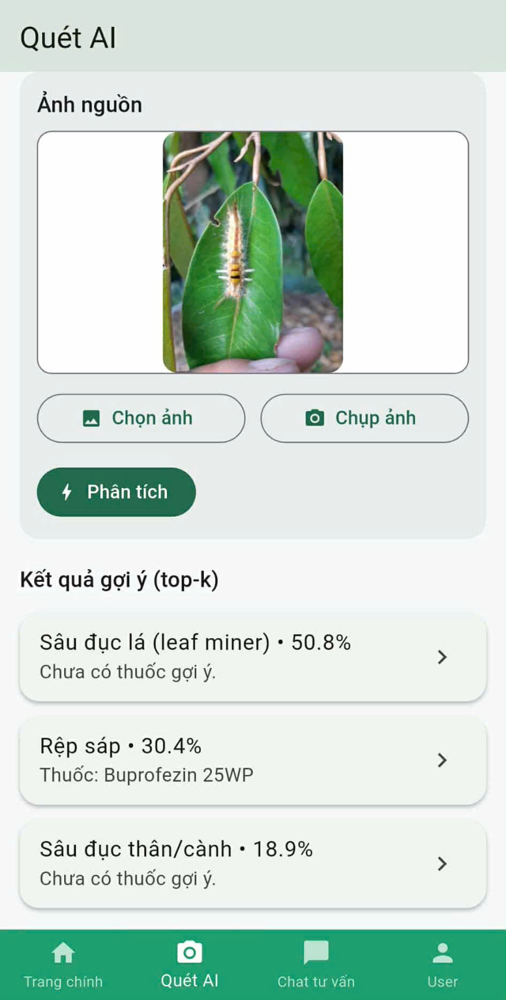 Quét AI
Ảnh nguồn
Chọn ảnh
Chụp ảnh
Phân tích
Kết quả gợi ý (top-k)
Sâu đục lá (leaf miner) • 50.8%
Chưa có thuốc gợi ý.
Rệp sáp • 30.4%
Thuốc: Buprofezin 25WP
Sâu đục thân/cành • 18.9%
Chưa có thuốc gợi ý.
Trang chính
Quét AI
Chat tư vấn
User